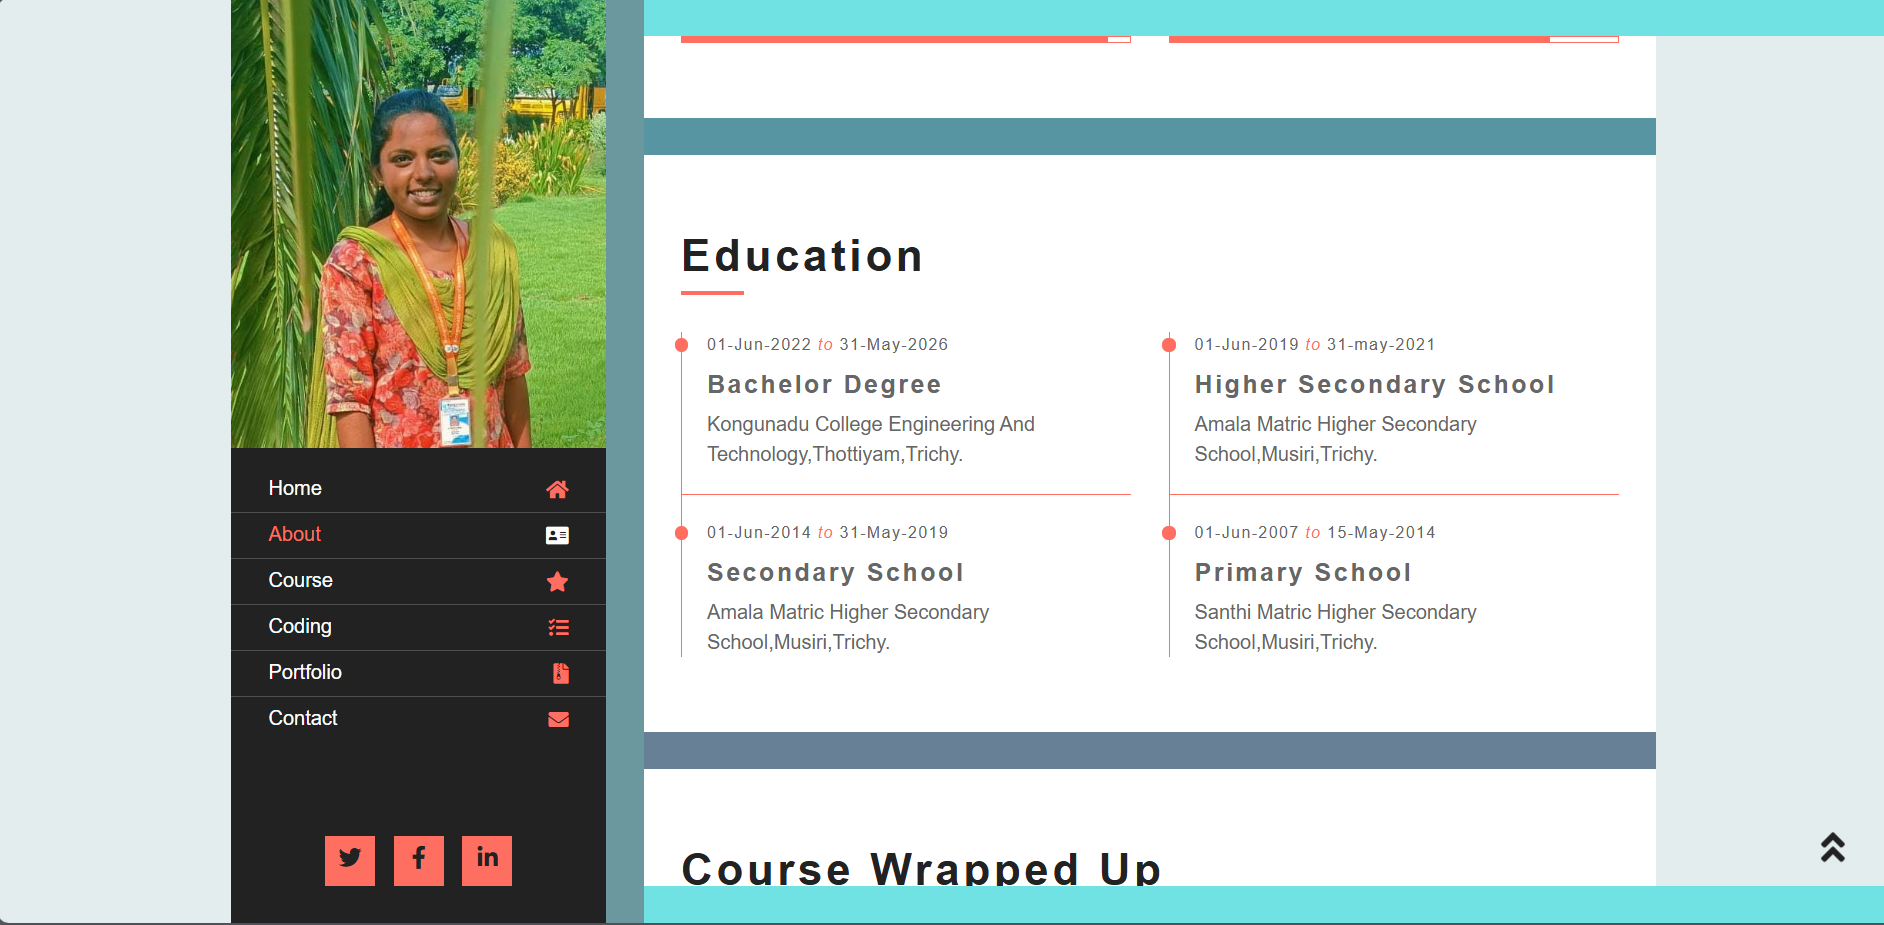 Home
About
Course
Coding
Portfolio
Contact
Education
01-Jun-2022 to 31-May-2026
Bachelor Degree
Kongunadu College Engineering And
Technology,Thottiyam,Trichy.
01-Jun-2019 to 31-may-2021
Higher Secondary School
Amala Matric Higher Secondary
School,Musiri,Trichy.
01-Jun-2014 to 31-May-2019
Secondary School
Amala Matric Higher Secondary
School,Musiri,Trichy.
01-Jun-2007 to 15-May-2014
Primary School
Santhi Matric Higher Secondary
School,Musiri,Trichy.
Course Wrapped Up